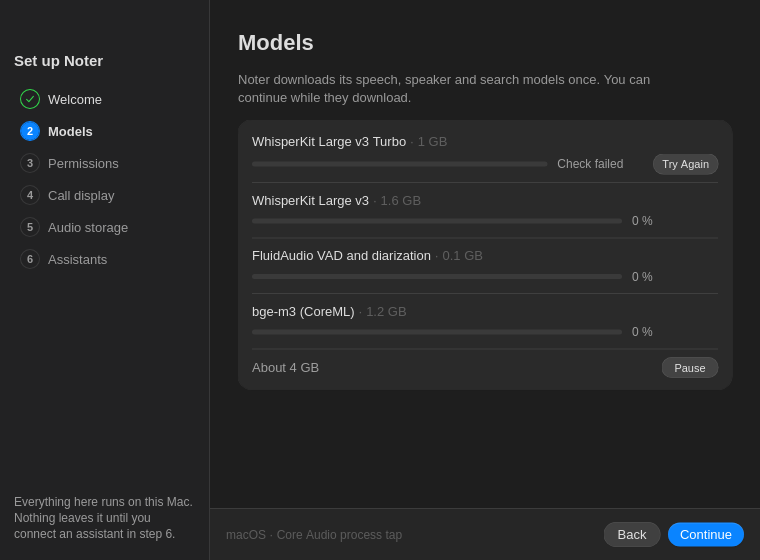 Set up Noter
Welcome
2 Models
3 Permissions
4 Call display
5 Audio storage
6 Assistants
Everything here runs on this Mac.
Nothing leaves it until you
connect an assistant in step 6.
Models
Noter downloads its speech, speaker and search models once. You can
continue while they download.
WhisperKit Large v3 Turbo · 1 GB
Check failed Try Again
WhisperKit Large v3 · 1.6 GB
0 %
FluidAudio VAD and diarization · 0.1 GB
0 %
bge-m3 (CoreML) · 1.2 GB
0 %
About 4 GB Pause
macOS · Core Audio process tap Back Continue